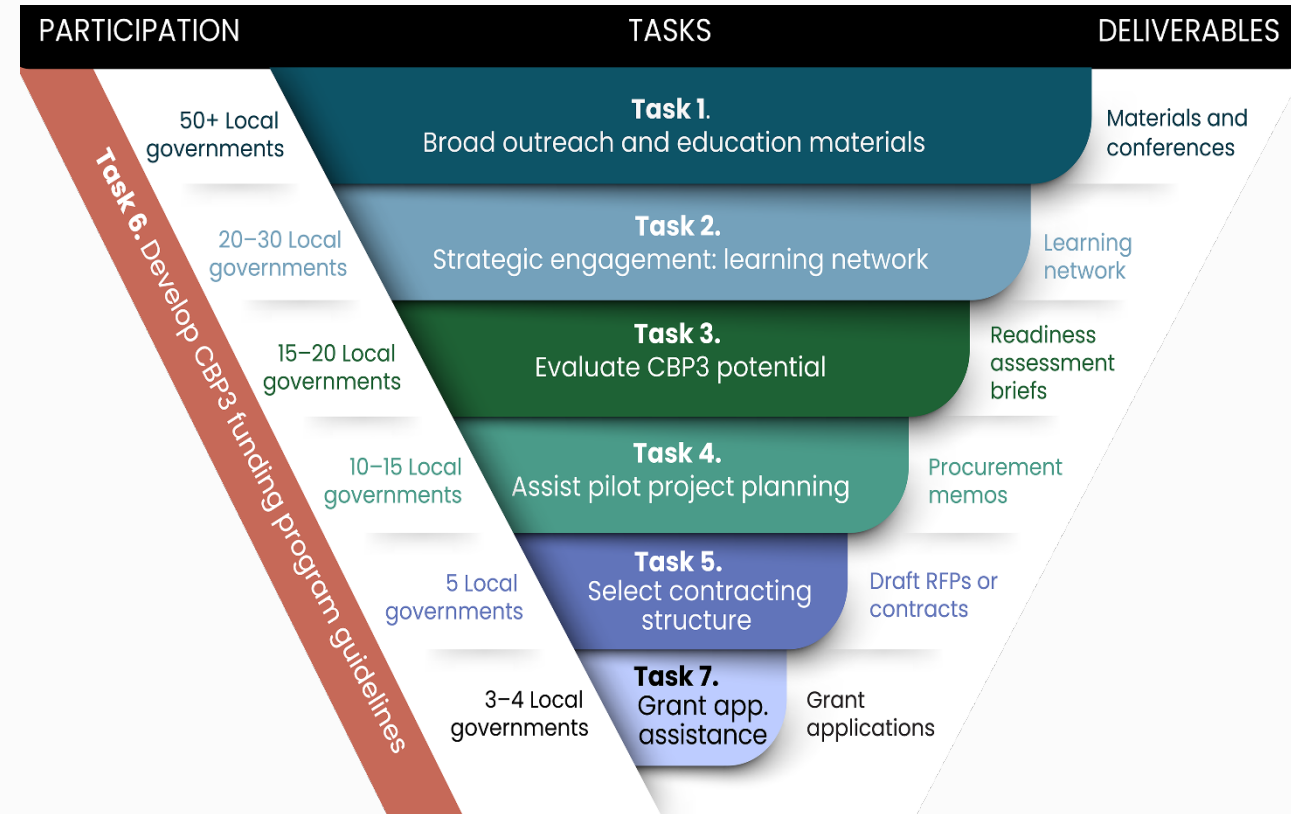 PARTICIPATION
TASKS
DELIVERABLES
Task 6. Develop CBP3 funding program guidelines
50+ Local
governments
Task 1.
Broad outreach and education materials
Materials and
conferences
20–30 Local
governments
Task 2.
Strategic engagement: learning network
Learning
network
15–20 Local
governments
Task 3.
Evaluate CBP3 potential
Readiness
assessment
briefs
10–15 Local
governments
Task 4.
Assist pilot project planning
Procurement
memos
5 Local
governments
Task 5.
Select contracting
structure
Draft RFPs or
contracts
3–4 Local
governments
Task 7.
Grant app.
assistance
Grant
applications